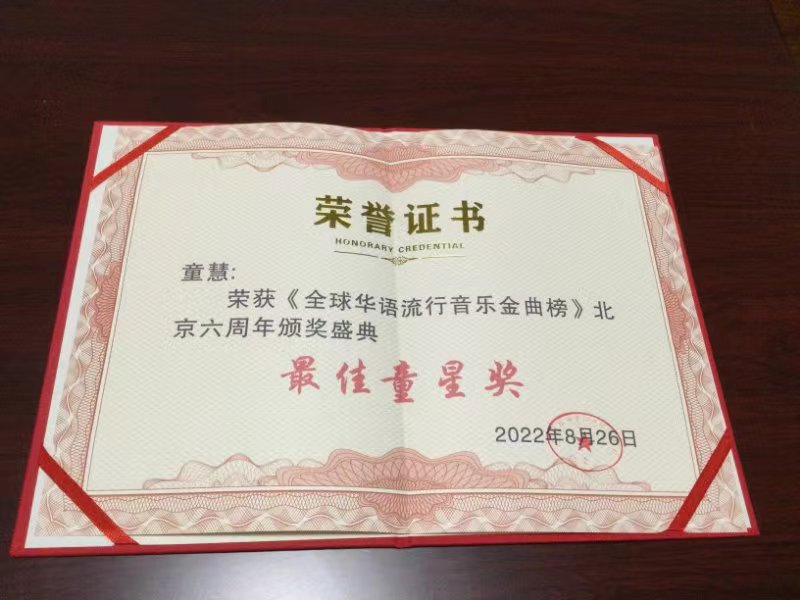 荣誉证书
HONORARY CREDENTIAL
童慧:
荣获《全球华语流行音乐金曲榜》北
京六周年颁奖盛典
最佳童星奖
2022年8月26日